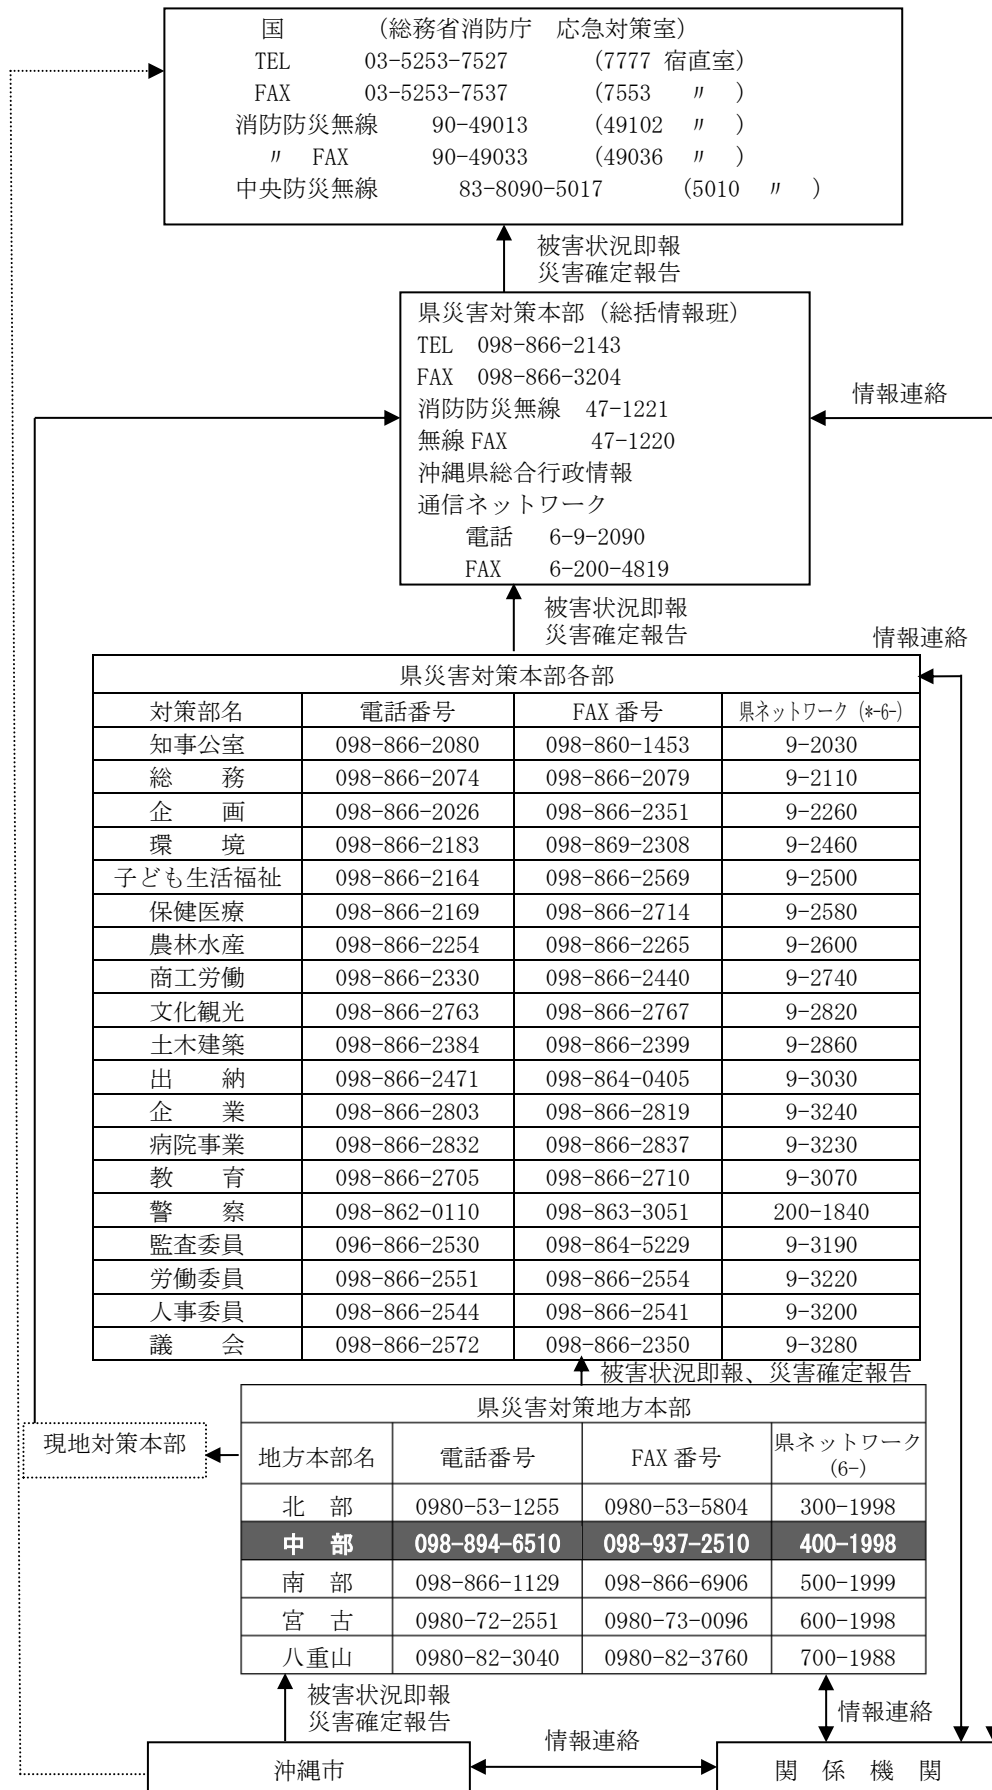 国　　　　（総務省消防庁　応急対策室）
TEL　　　03-5253-7527　　　（7777 宿直室）
FAX　　　03-5253-7537　　　（7553　〃　）
消防防災無線　　90-49013　　（49102　〃　）
〃　FAX　　　90-49033　　（49036　〃　）
中央防災無線　　　83-8090-5017　　　（5010　〃　）
被害状況即報
災害確定報告
県災害対策本部（総括情報班）
TEL　098-866-2143
FAX　098-866-3204
消防防災無線　47-1221
無線 FAX　　　47-1220
沖縄県総合行政情報
通信ネットワーク
電話　6-9-2090
FAX　6-200-4819
情報連絡
被害状況即報
災害確定報告
情報連絡
県災害対策本部各部
対策部名　電話番号　FAX 番号　県ネットワーク（*-6-）
知事公室　098-866-2080　098-860-1453　9-2030
総　　務　098-866-2074　098-866-2079　9-2110
企　　画　098-866-2026　098-866-2351　9-2260
環　　境　098-866-2183　098-869-2308　9-2460
子ども生活福祉　098-866-2164　098-866-2569　9-2500
保健医療　098-866-2169　098-866-2714　9-2580
農林水産　098-866-2254　098-866-2265　9-2600
商工労働　098-866-2330　098-866-2440　9-2740
文化観光　098-866-2763　098-866-2767　9-2820
土木建築　098-866-2384　098-866-2399　9-2860
出　　納　098-866-2471　098-864-0405　9-3030
企　　業　098-866-2803　098-866-2819　9-3240
病院事業　098-866-2832　098-866-2837　9-3230
教　　育　098-866-2705　098-866-2710　9-3070
警　　察　098-862-0110　098-863-3051　200-1840
監査委員　096-866-2530　098-864-5229　9-3190
労働委員　098-866-2551　098-866-2554　9-3220
人事委員　098-866-2544　098-866-2541　9-3200
議　　会　098-866-2572　098-866-2350　9-3280
被害状況即報、災害確定報告
県災害対策地方本部
現地対策本部
地方本部名　電話番号　FAX 番号　県ネットワーク
（6-）
北　部　0980-53-1255　0980-53-5804　300-1998
中　部　098-894-6510　098-937-2510　400-1998
南　部　098-866-1129　098-866-6906　500-1999
宮　古　0980-72-2551　0980-73-0096　600-1998
八重山　0980-82-3040　0980-82-3760　700-1988
被害状況即報
災害確定報告
情報連絡
情報連絡
沖縄市
関　係　機　関